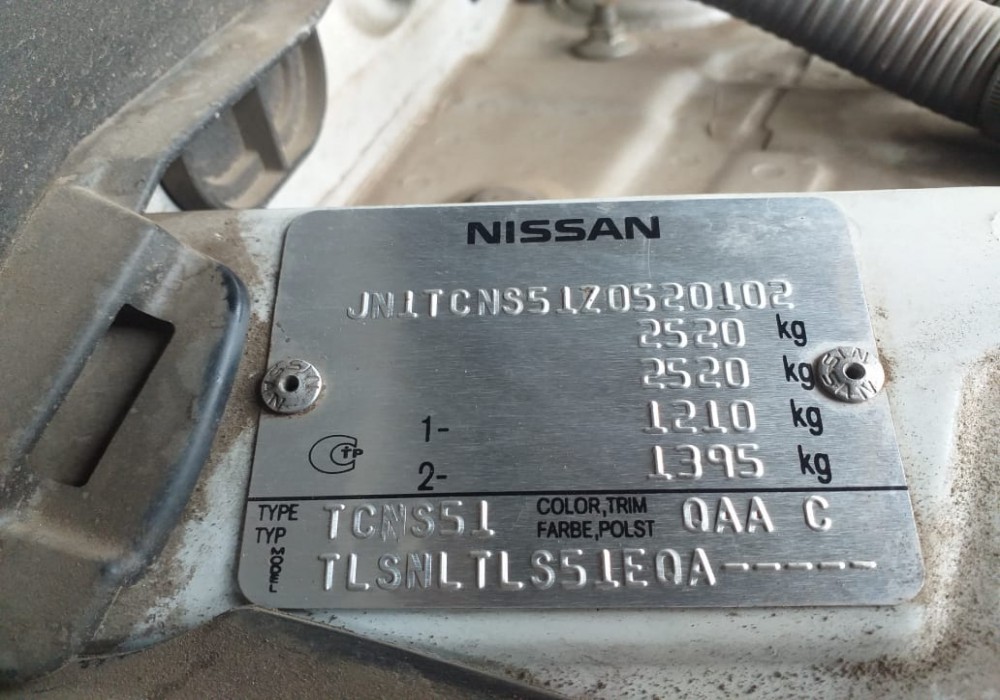 NISSAN
JN1TCNS51Z0520102
2520 kg
2520 kg
1- 1210 kg
2- 1395 kg
TYPE TYP TCNS51 COLOR,TRIM FARBE,POLST QAA C
MODEL TLSNLTLS51EQA-----